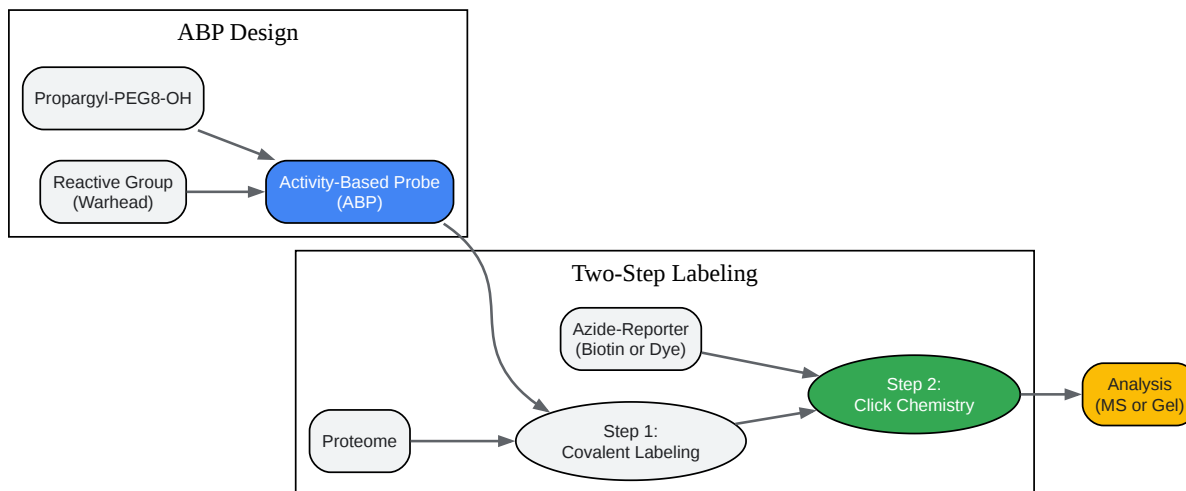 ABP Design
Propargyl-PEG8-OH
Reactive Group
(Warhead)
Activity-Based Probe
(ABP)
Two-Step Labeling
Azide-Reporter
(Biotin or Dye)
Step 2:
Click Chemistry
Analysis
(MS or Gel)
Proteome
Step 1:
Covalent Labeling